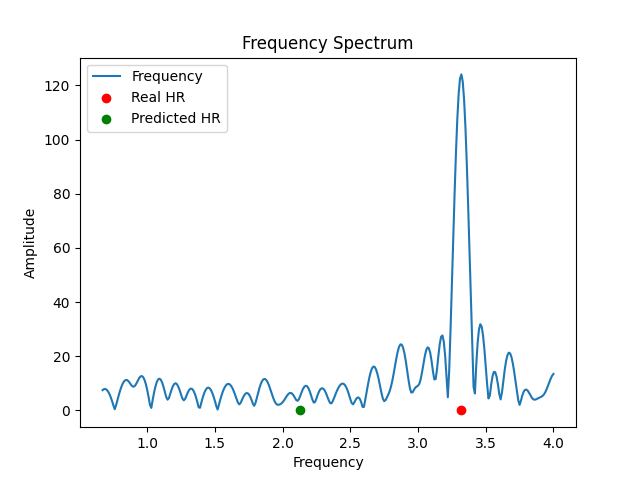 Frequency Spectrum
Frequency
Real HR
Predicted HR
Amplitude
120
100
80
60
40
20
0
1.0 1.5 2.0 2.5 3.0 3.5 4.0
Frequency